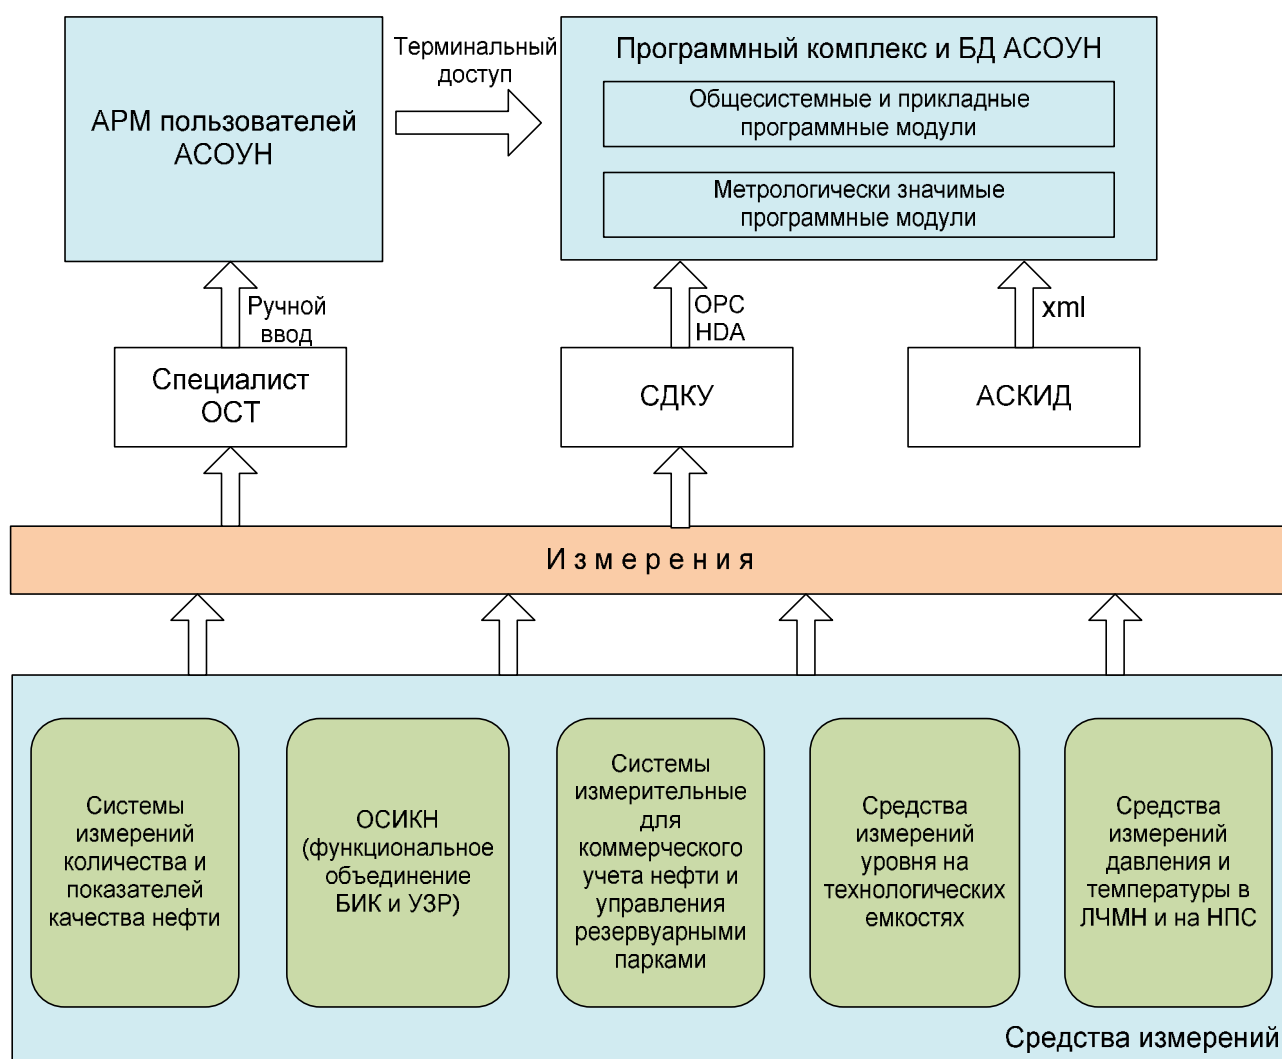 АРМ пользователей
АСОУН
Терминальный
доступ
Программный комплекс и БД АСОУН
Общесистемные и прикладные
программные модули
Метрологически значимые
программные модули
Ручной
ввод
OPC
HDA
xml
Специалист
ОСТ
СДКУ
АСКИД
Измерения
Системы
измерений
количества и
показателей
качества нефти
ОСИКН
(функциональное
объединение
БИК и УЗР)
Системы
измерительные
для
коммерческого
учета нефти и
управления
резервуарными
парками
Средства
измерений
уровня на
технологических
емкостях
Средства
измерений
давления и
температуры в
ЛЧМН и на НПС
Средства измерений